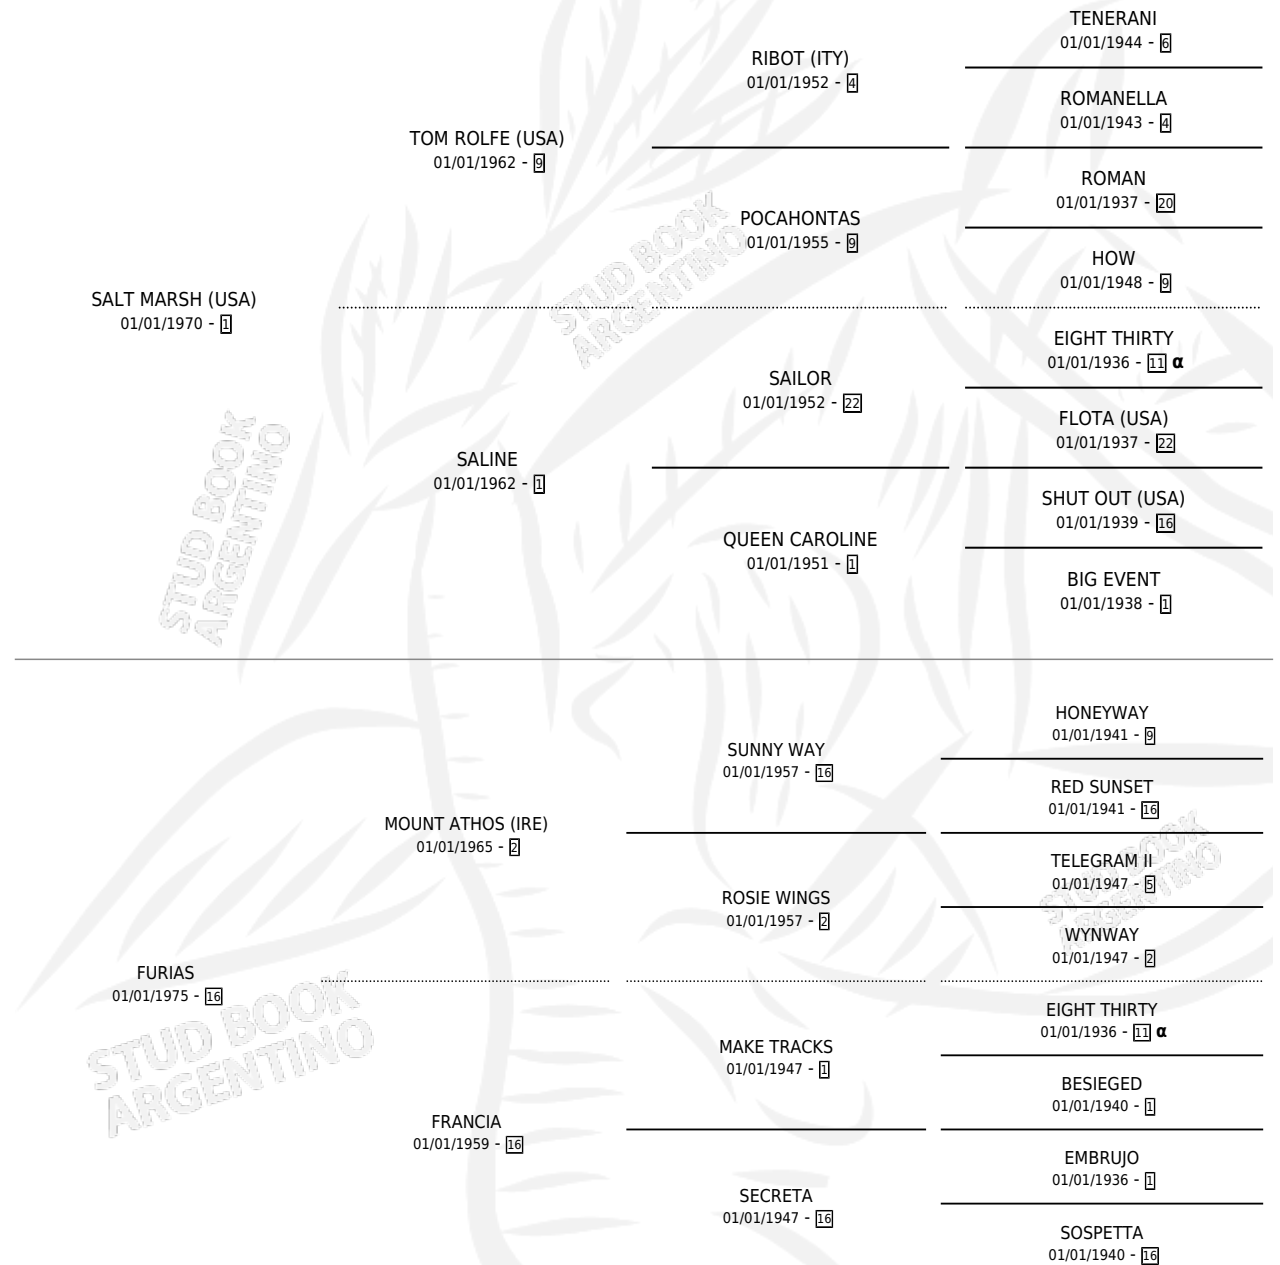 TENERANI
01/01/1944 - 6
RIBOT (ITY)
01/01/1952 - 4
ROMANELLA
01/01/1943 - 4
TOM ROLFE (USA)
01/01/1962 - 9
ROMAN
01/01/1937 - 20
POCAHONTAS
01/01/1955 - 9
HOW
01/01/1948 - 9
SALT MARSH (USA)
01/01/1970 - 1
EIGHT THIRTY
01/01/1936 - 11 α
SAILOR
01/01/1952 - 22
FLOTA (USA)
01/01/1937 - 22
SALINE
01/01/1962 - 1
SHUT OUT (USA)
01/01/1939 - 16
QUEEN CAROLINE
01/01/1951 - 1
BIG EVENT
01/01/1938 - 1
STUD BOOK
ARGENTINO
STUD BOOK
ARGENTINO
HONEYWAY
01/01/1941 - 9
SUNNY WAY
01/01/1957 - 16
RED SUNSET
01/01/1941 - 16
MOUNT ATHOS (IRE)
01/01/1965 - 2
TELEGRAM II
01/01/1947 - 5
ROSIE WINGS
01/01/1957 - 2
WYNWAY
01/01/1947 - 2
FURIAS
01/01/1975 - 16
EIGHT THIRTY
01/01/1936 - 11 α
MAKE TRACKS
01/01/1947 - 1
BESIEGED
01/01/1940 - 1
FRANCIA
01/01/1959 - 16
EMBRUJO
01/01/1936 - 1
SECRETA
01/01/1947 - 16
SOSPETTA
01/01/1940 - 16
STUD BOOK
ARGENTINO
STUD BOOK
ARGENTINO